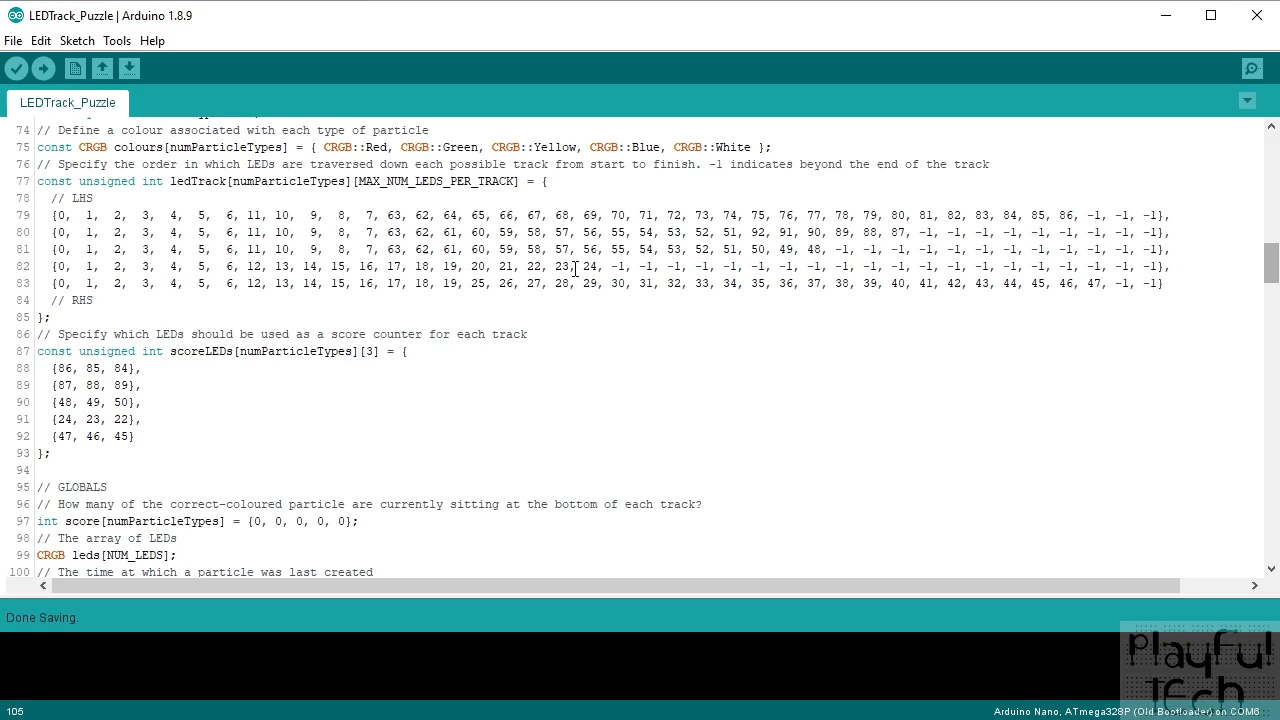 LEDTrack_Puzzle | Arduino 1.8.9
File Edit Sketch Tools Help
LEDTrack_Puzzle
74 // Define a colour associated with each type of particle
75 const CRGB colours[numParticleTypes] = { CRGB::Red, CRGB::Green, CRGB::Yellow, CRGB::Blue, CRGB::White };
76 // Specify the order in which LEDs are traversed down each possible track from start to finish. -1 indicates beyond the end of the track
77 const unsigned int ledTrack[numParticleTypes][MAX_NUM_LEDS_PER_TRACK] = {
78 // LHS
79 {0, 1, 2, 3, 4, 5, 6, 11, 10, 9, 8, 7, 63, 62, 64, 65, 66, 67, 68, 69, 70, 71, 72, 73, 74, 75, 76, 77, 78, 79, 80, 81, 82, 83, 84, 85, 86, -1, -1, -1},
80 {0, 1, 2, 3, 4, 5, 6, 11, 10, 9, 8, 7, 63, 62, 61, 60, 59, 58, 57, 56, 55, 54, 53, 52, 51, 92, 91, 90, 89, 88, 87, -1, -1, -1, -1, -1, -1, -1, -1, -1},
81 {0, 1, 2, 3, 4, 5, 6, 11, 10, 9, 8, 7, 63, 62, 61, 60, 59, 58, 57, 56, 55, 54, 53, 52, 51, 50, 49, 48, -1, -1, -1, -1, -1, -1, -1, -1, -1, -1, -1, -1},
82 {0, 1, 2, 3, 4, 5, 6, 12, 13, 14, 15, 16, 17, 18, 19, 20, 21, 22, 23, 24, -1, -1, -1, -1, -1, -1, -1, -1, -1, -1, -1, -1, -1, -1, -1, -1, -1, -1, -1, -1},
83 {0, 1, 2, 3, 4, 5, 6, 12, 13, 14, 15, 16, 17, 18, 19, 25, 26, 27, 28, 29, 30, 31, 32, 33, 34, 35, 36, 37, 38, 39, 40, 41, 42, 43, 44, 45, 46, 47, -1, -1}
84 // RHS
85 };
86 // Specify which LEDs should be used as a score counter for each track
87 const unsigned int scoreLEDs[numParticleTypes][3] = {
88 {86, 85, 84},
89 {87, 88, 89},
90 {48, 49, 50},
91 {24, 23, 22},
92 {47, 46, 45}
93 };
94
95 // GLOBALS
96 // How many of the correct-coloured particle are currently sitting at the bottom of each track?
97 int score[numParticleTypes] = {0, 0, 0, 0, 0};
98 // The array of LEDs
99 CRGB leds[NUM_LEDS];
100 // The time at which a particle was last created
Done Saving.
Playful
Tech
105
Arduino Nano, ATmega328P (Old Bootloader) on COM6